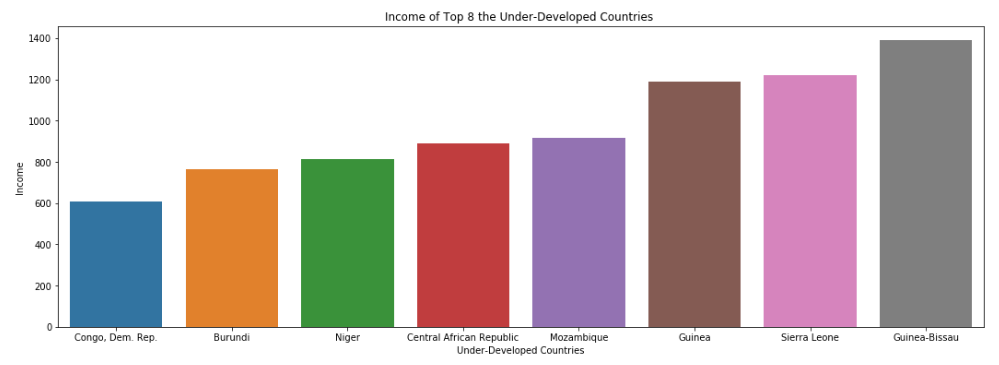 Income of Top 8 the Under-Developed Countries
1400
1200
1000
800
600
400
200
0
Income
Congo, Dem. Rep. Burundi Niger Central African Republic Mozambique Guinea Sierra Leone Guinea-Bissau
Under-Developed Countries